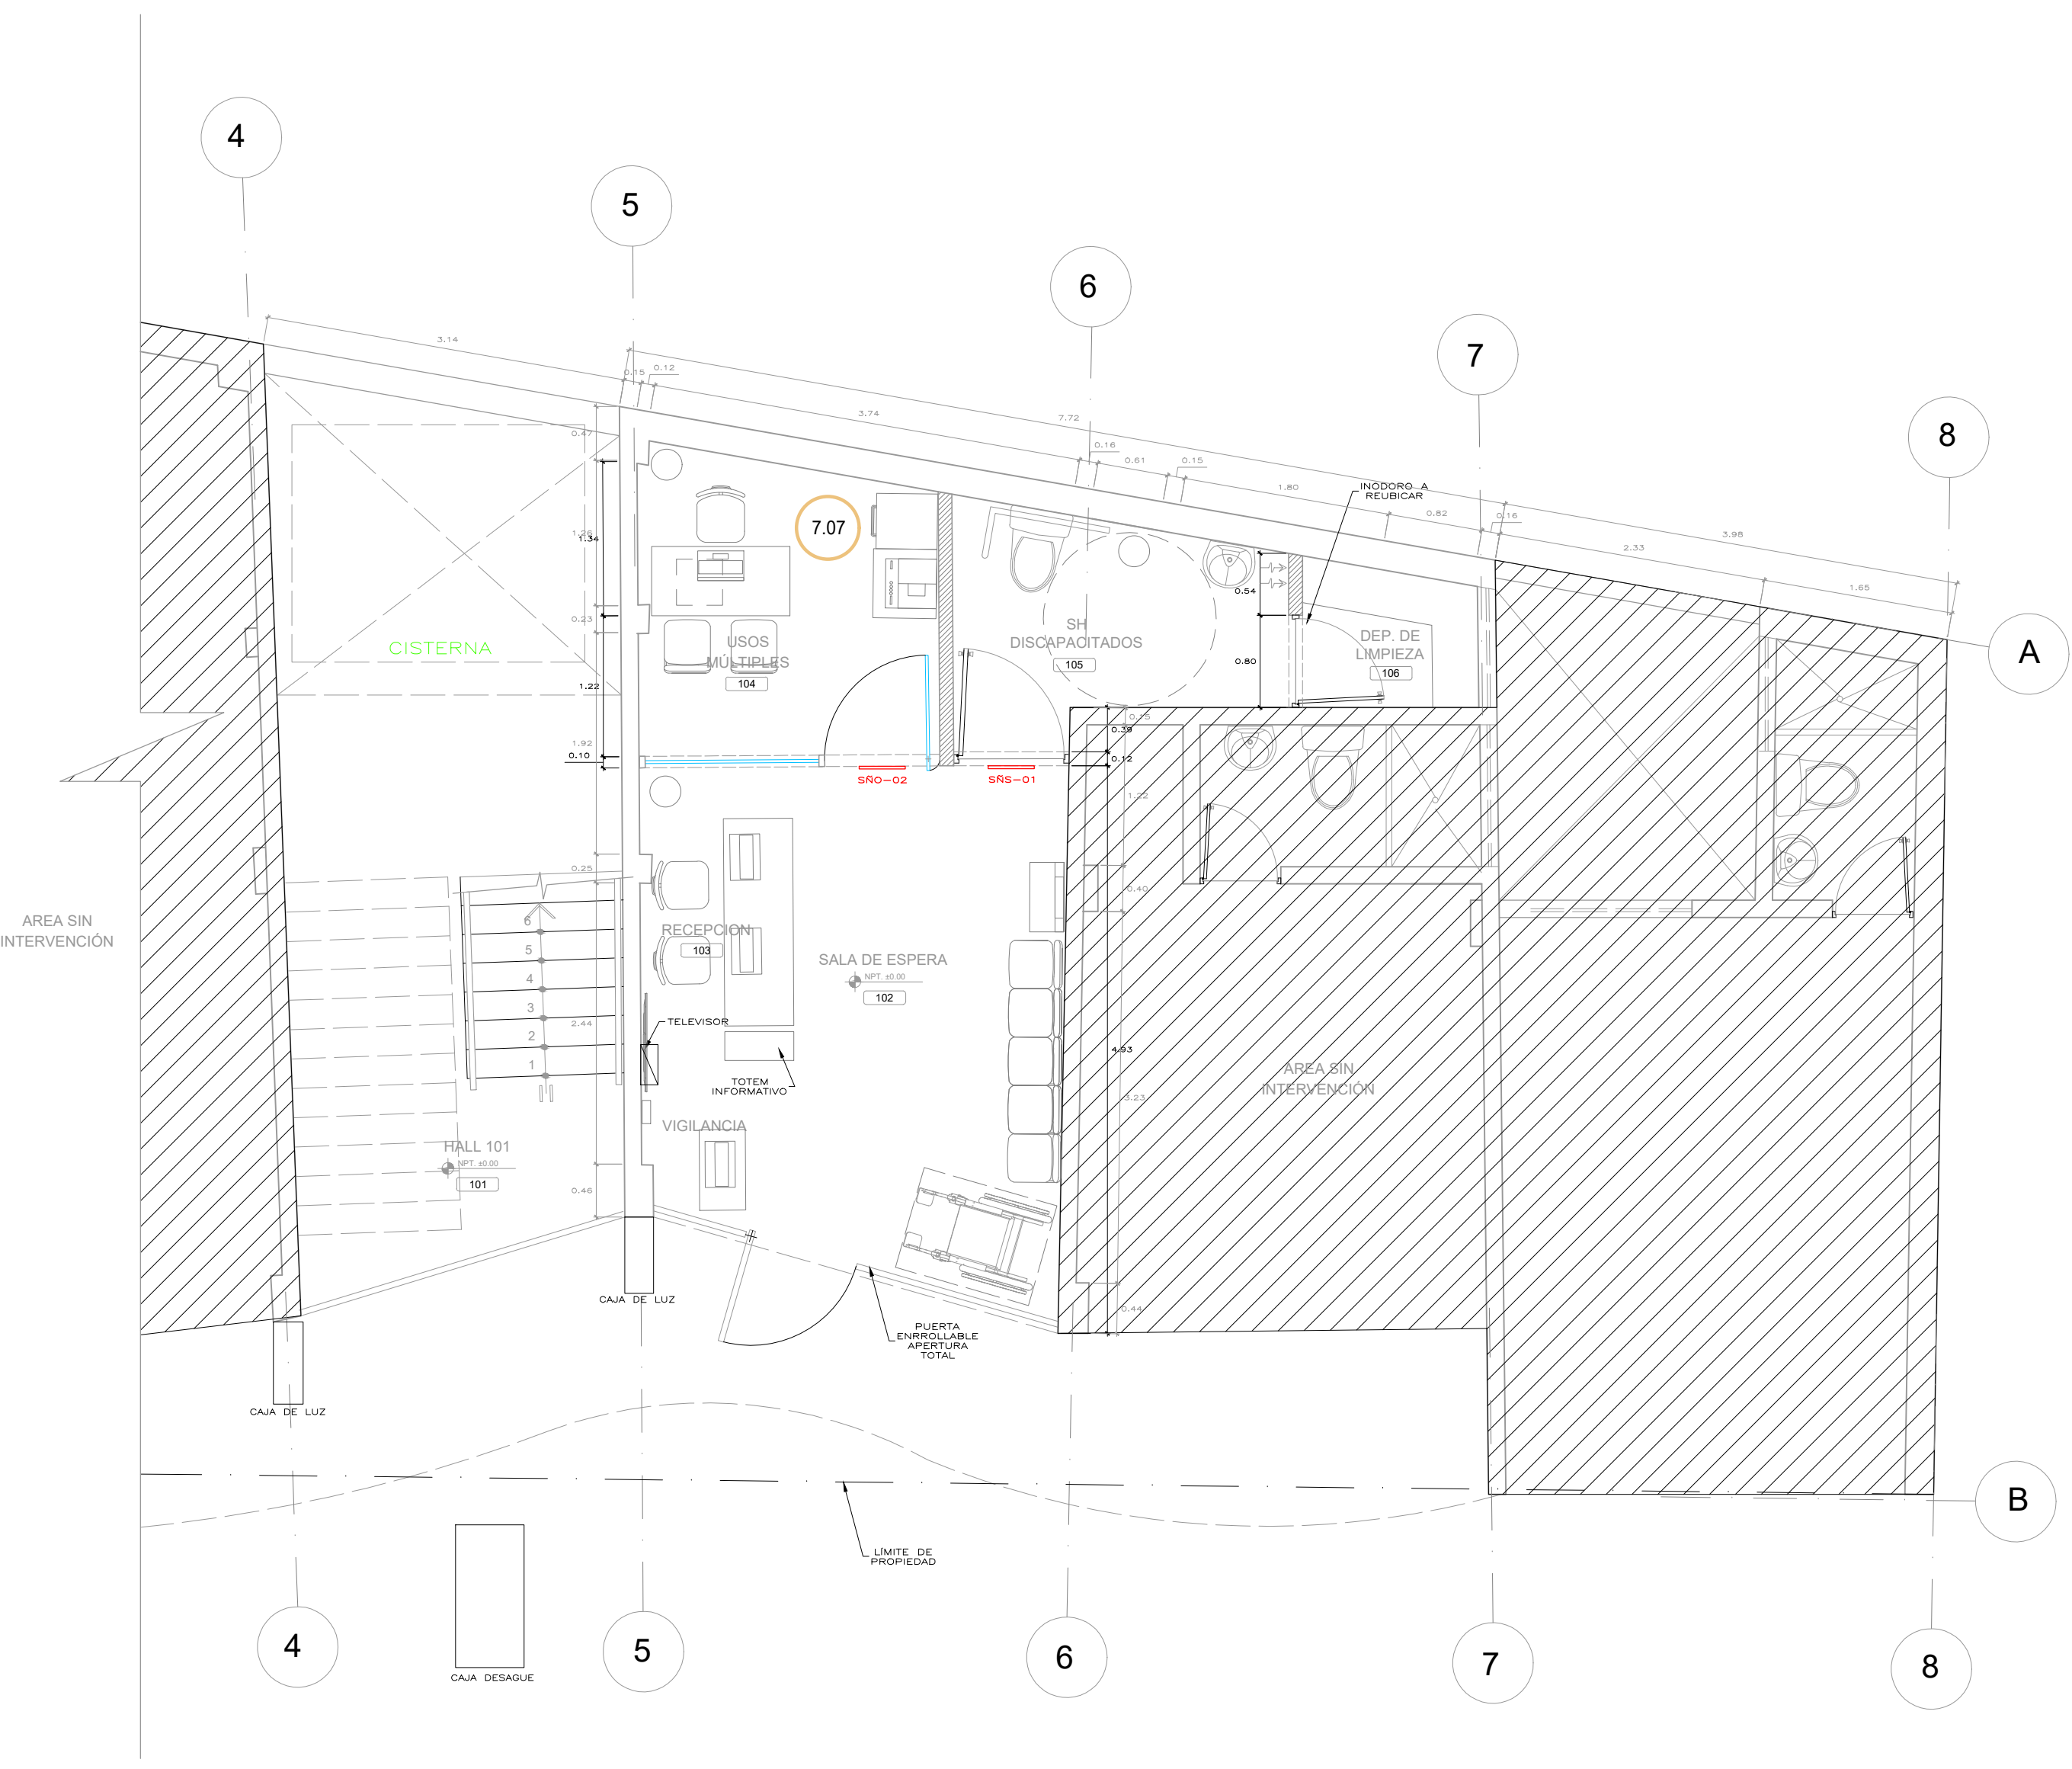 4
5
6
7
8
3.14
0.15
0.12
3.74
7.72
0.16
0.61
0.15
1.80
0.82
0.16
3.98
2.33
1.65
INODORO A
REUBICAR
0.47
1.34
7.07
0.54
0.23
A
CISTERNA
USOS
MÚLTIPLES
104
SH
DISCAPACITADOS
105
0.80
DEP. DE
LIMPIEZA
106
1.22
0.15
0.39
1.92
0.10
0.12
SÑO-02
SÑS-01
1.22
0.25
0.40
AREA SIN
INTERVENCIÓN
6
5
4
3
2
1
RECEPCION
103
SALA DE ESPERA
NPT. ±0.00
102
2.44
TELEVISOR
4.93
TOTEM
INFORMATIVO
AREA SIN
INTERVENCIÓN
3.23
VIGILANCIA
HALL 101
NPT. ±0.00
101
0.46
CAJA DE LUZ
0.44
PUERTA
ENRROLLABLE
APERTURA
TOTAL
CAJA DE LUZ
B
LÍMITE DE
PROPIEDAD
4
5
6
7
8
CAJA DESAGUE